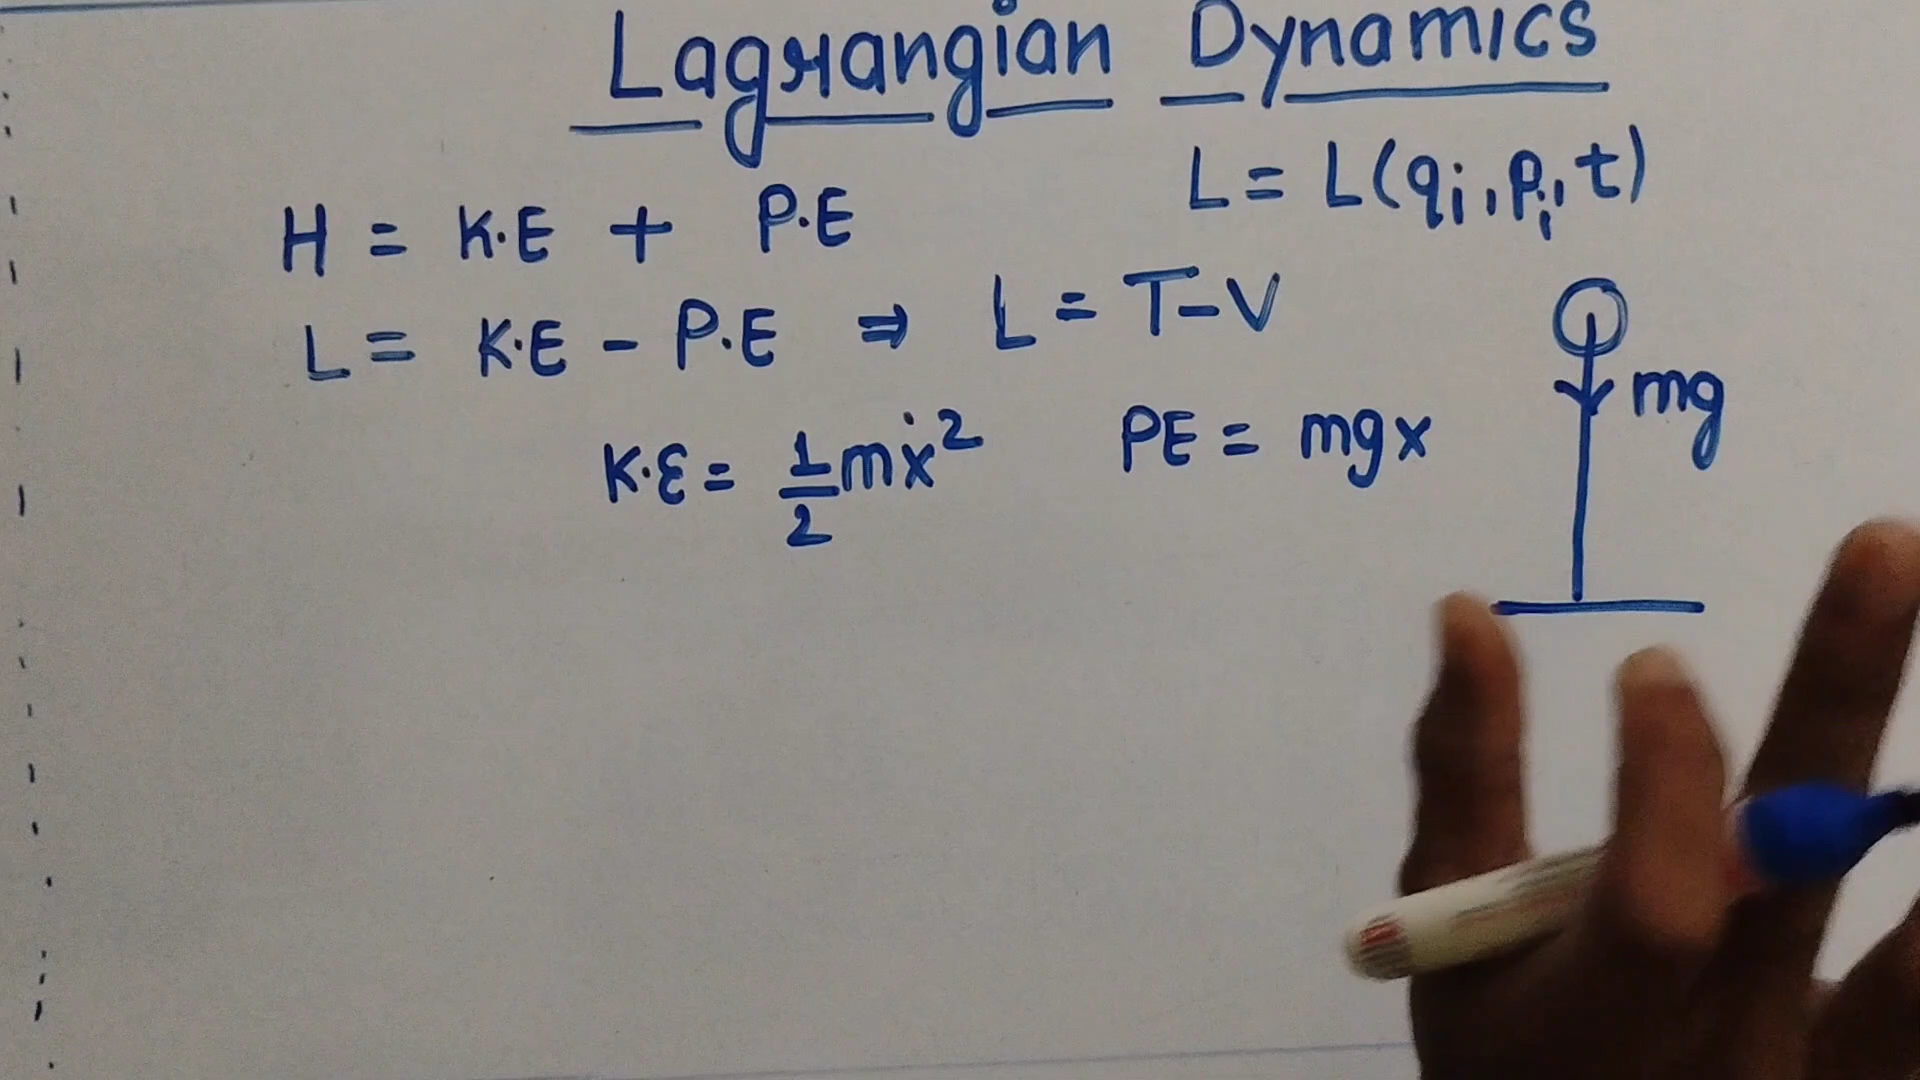 Lagrangian Dynamics
L = L(qi, pi, t)
H = K.E + P.E
L = K.E - P.E ⇒ L = T - V
K.E = 1/2 mẋ² PE = mgx
mg